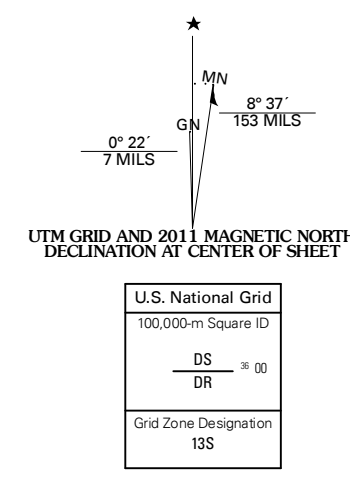 MN
8° 37´
153 MILS
GN
0° 22´
7 MILS
UTM GRID AND 2011 MAGNETIC NORTH
DECLINATION AT CENTER OF SHEET
U.S. National Grid
100,000-m Square ID
DS
36 00
DR
Grid Zone Designation
13S